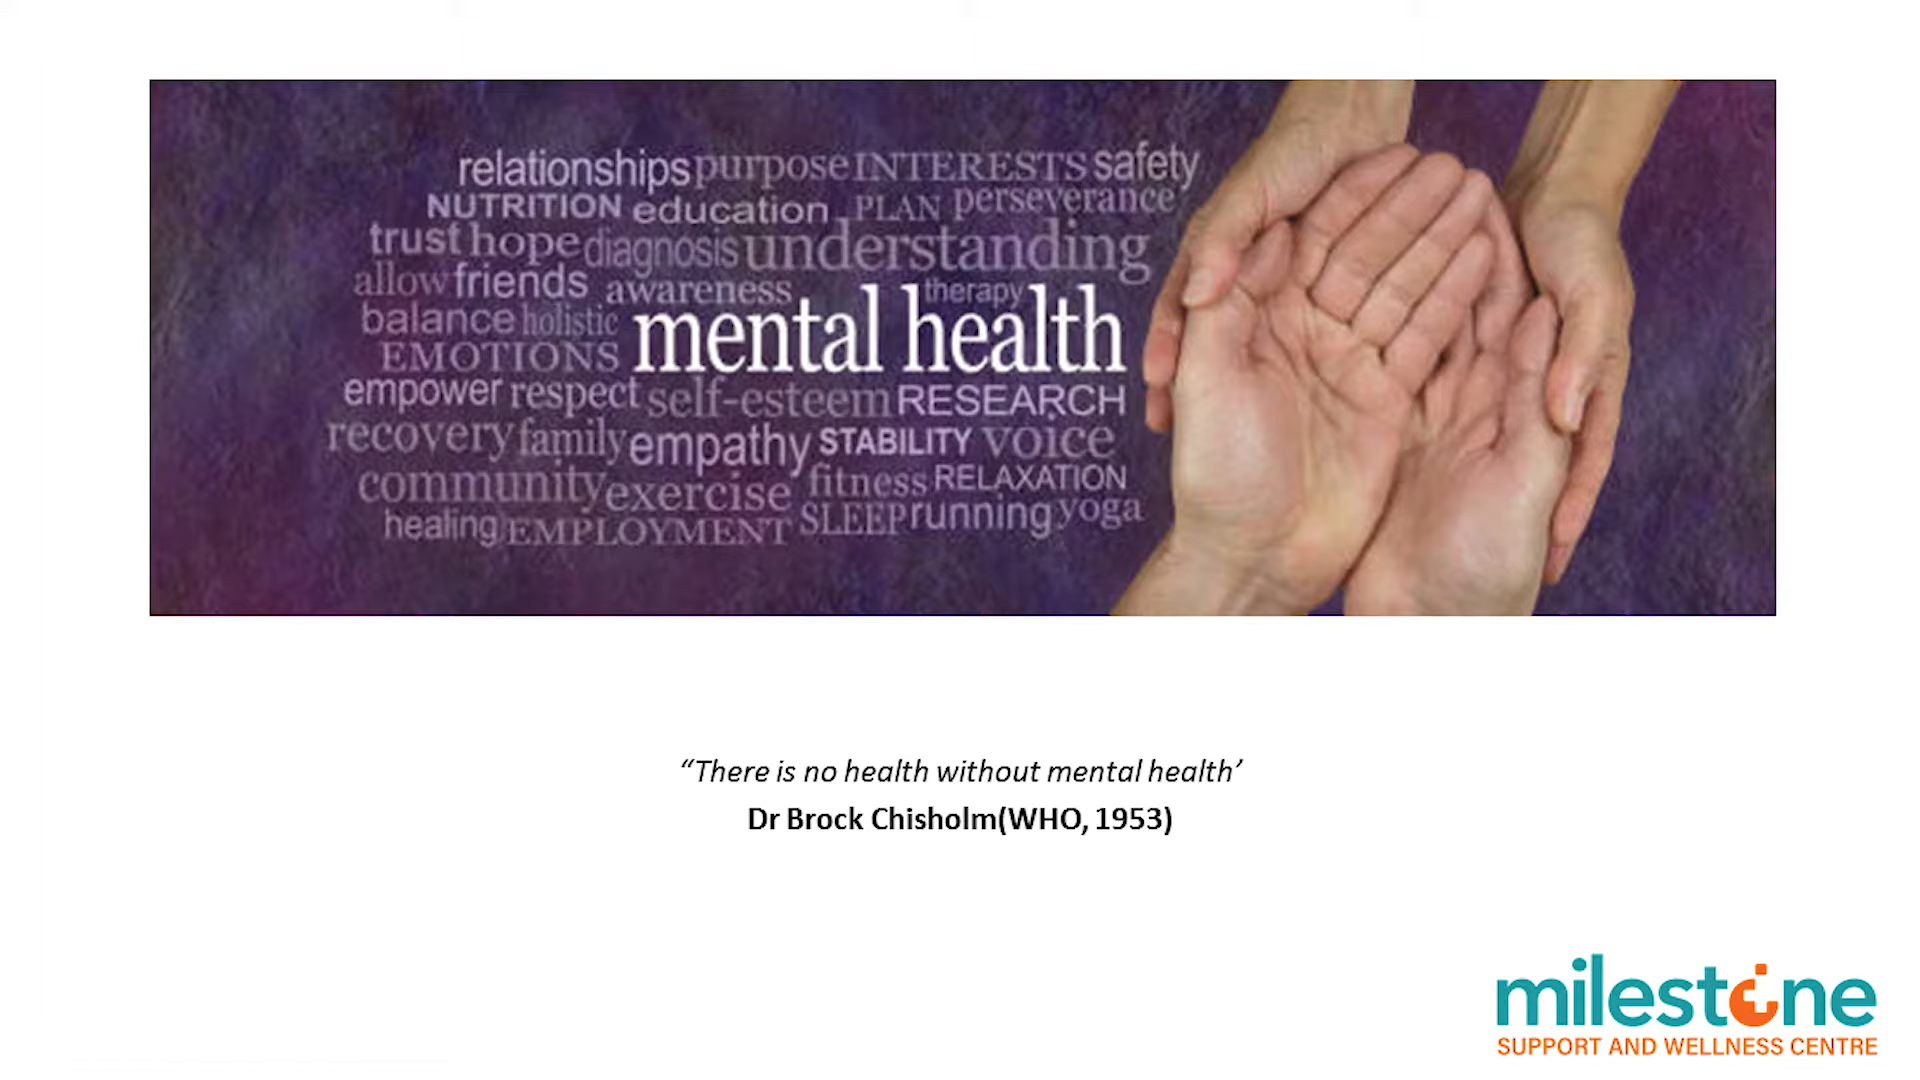 relationships purpose INTERESTS safety
NUTRITION education PLAN perseverance
trust hope diagnosis understanding
allow friends awareness therapy
balance holistic mental health
EMOTIONS
empower respect self-esteem RESEARCH
recovery family empathy STABILITY voice
community exercise fitness RELAXATION
healing EMPLOYMENT SLEEP running yoga
“There is no health without mental health’
Dr Brock Chisholm(WHO, 1953)
milestone
SUPPORT AND WELLNESS CENTRE